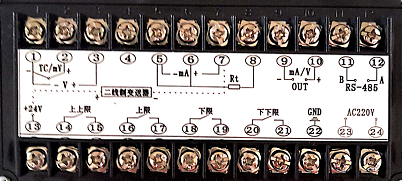 1 2 3 4 5 6 7 8 9 10 11 12
TC/mV - mA + Rt mA/V B A
- V + - + OUT RS-485
二线制变送器
+24V 上上限 上限 下限 下下限 GND AC220V
13 14 15 16 17 18 19 20 21 22 23 24